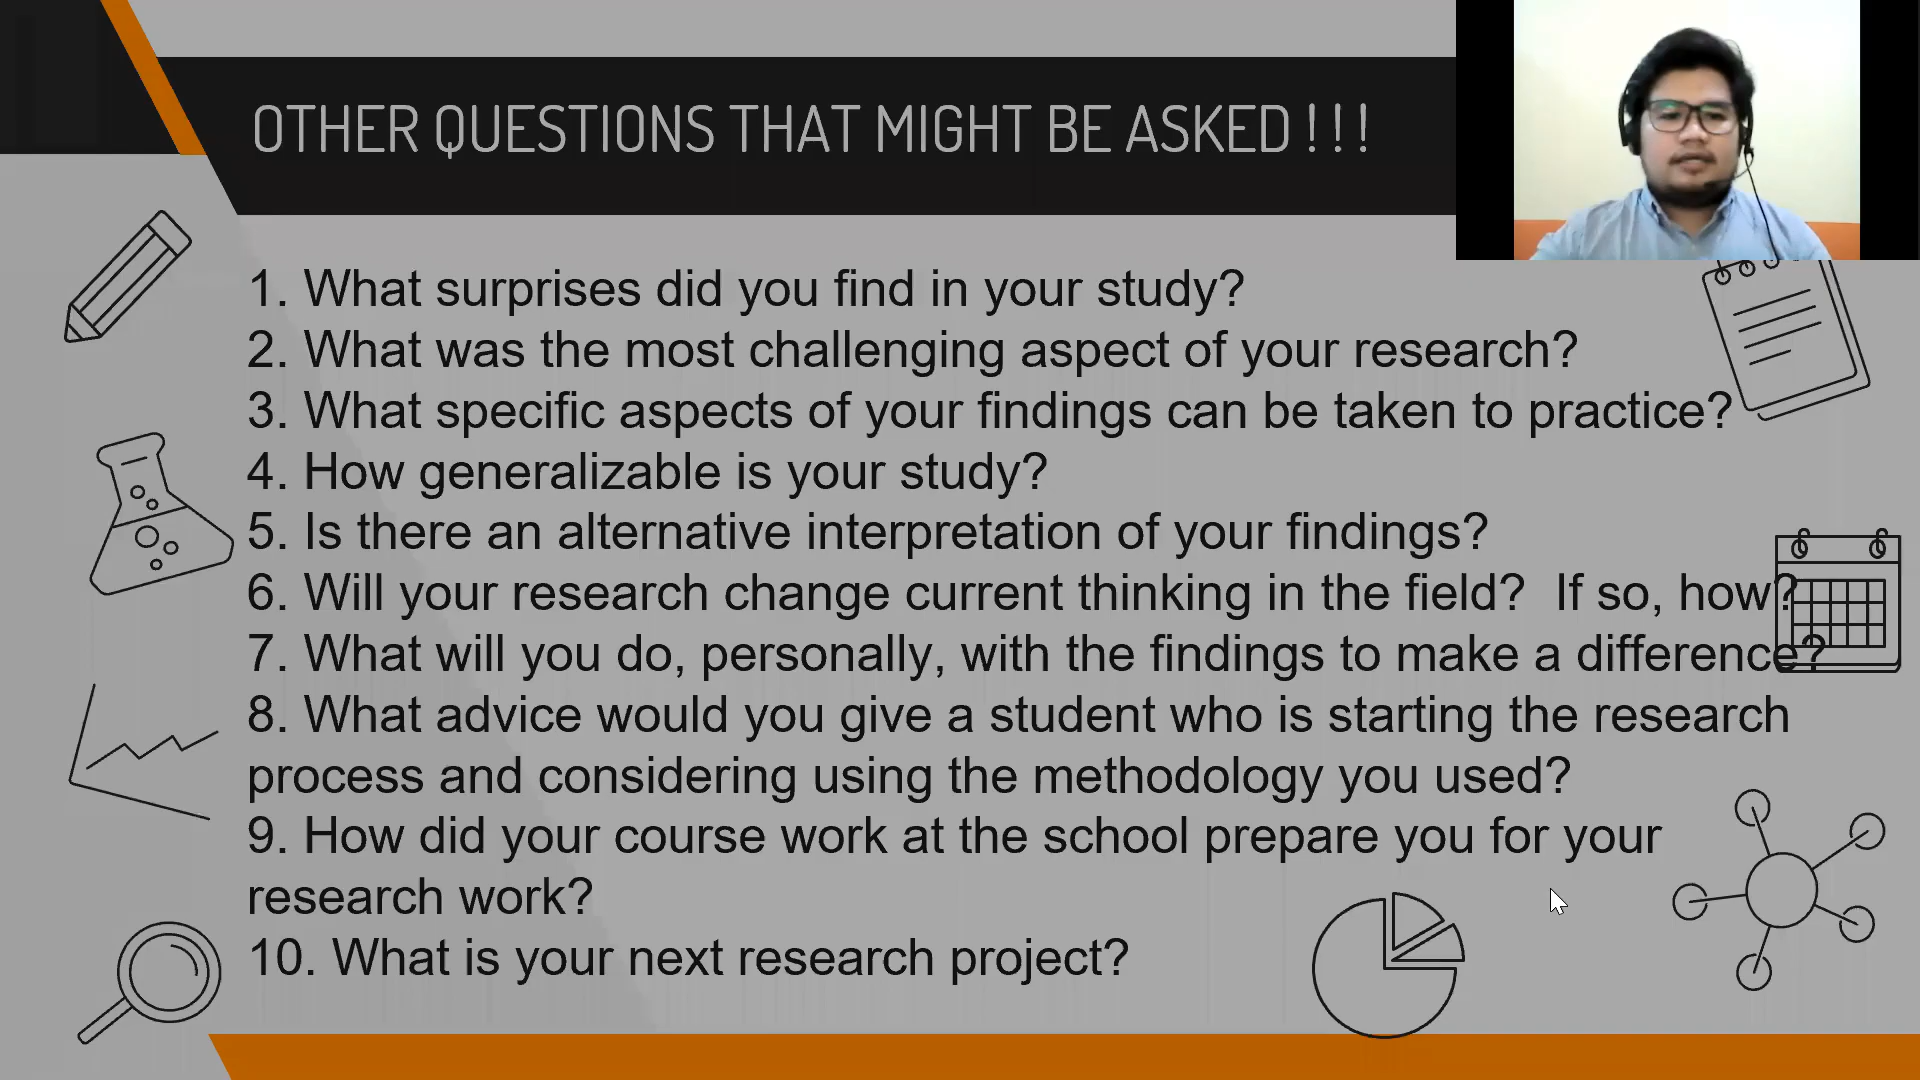 OTHER QUESTIONS THAT MIGHT BE ASKED ! ! !
1. What surprises did you find in your study?
2. What was the most challenging aspect of your research?
3. What specific aspects of your findings can be taken to practice?
4. How generalizable is your study?
5. Is there an alternative interpretation of your findings?
6. Will your research change current thinking in the field?  If so, how?
7. What will you do, personally, with the findings to make a difference?
8. What advice would you give a student who is starting the research
process and considering using the methodology you used?
9. How did your course work at the school prepare you for your
research work?
10. What is your next research project?